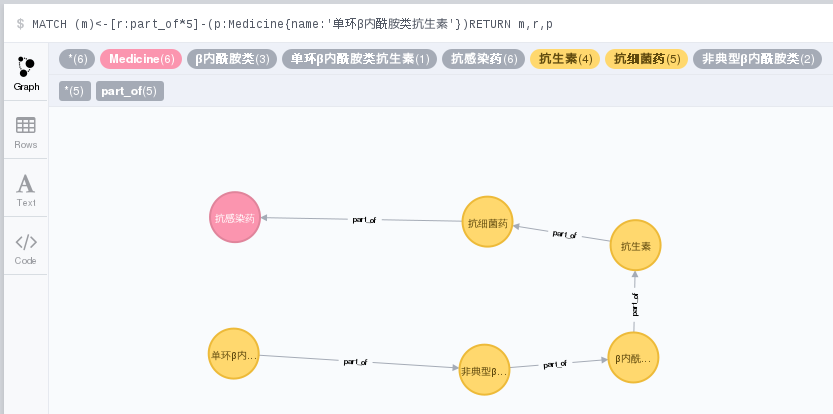 $ MATCH (m)<-[r:part_of*5]-(p:Medicine{name:'单环β内酰胺类抗生素'})RETURN m,r,p
*(6) Medicine(6) β内酰胺类(3) 单环β内酰胺类抗生素(1) 抗感染药(6) 抗生素(4) 抗细菌药(5) 非典型β内酰胺类(2)
*(5) part_of(5)
Graph
Rows
Text
Code
抗感染药
part_of
抗细菌药
part_of
抗生素
part_of
单环β内...
part_of
非典型β...
part_of
β内酰...